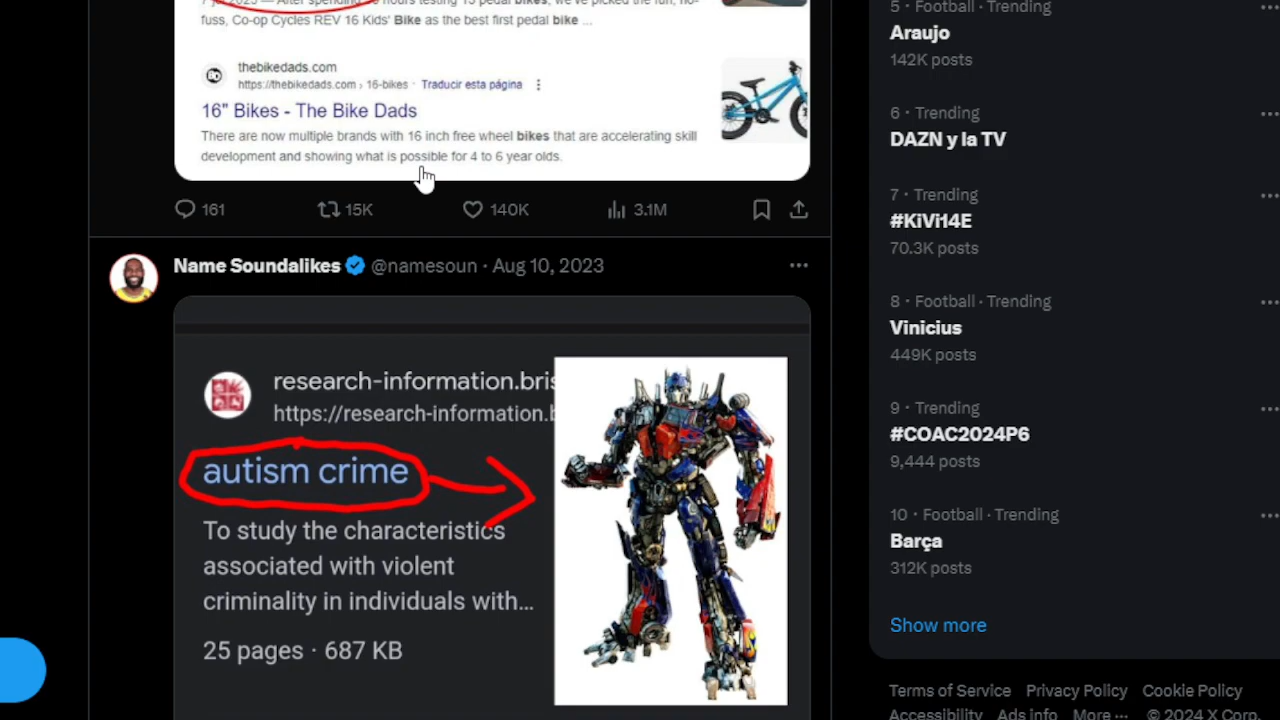 7 jul 2023 — After spending 50 hours testing 15 pedal bikes, we've picked the fun, no-
fuss, Co-op Cycles REV 16 Kids' Bike as the best first pedal bike ...
thebikedads.com
https://thebikedads.com › 16-bikes · Traducir esta página
16" Bikes - The Bike Dads
There are now multiple brands with 16 inch free wheel bikes that are accelerating skill
development and showing what is possible for 4 to 6 year olds.
161 15K 140K 3.1M
Name Soundalikes @namesoun · Aug 10, 2023
research-information.bris
https://research-information.b
autism crime
To study the characteristics
associated with violent
criminality in individuals with...
25 pages · 687 KB
5 · Football · Trending
Araujo
142K posts
6 · Trending
DAZN y la TV
7 · Trending
#KiVi14E
70.3K posts
8 · Football · Trending
Vinicius
449K posts
9 · Trending
#COAC2024P6
9,444 posts
10 · Football · Trending
Barça
312K posts
Show more
Terms of Service Privacy Policy Cookie Policy
Accessibility Ads info More ··· © 2024 X Corp.